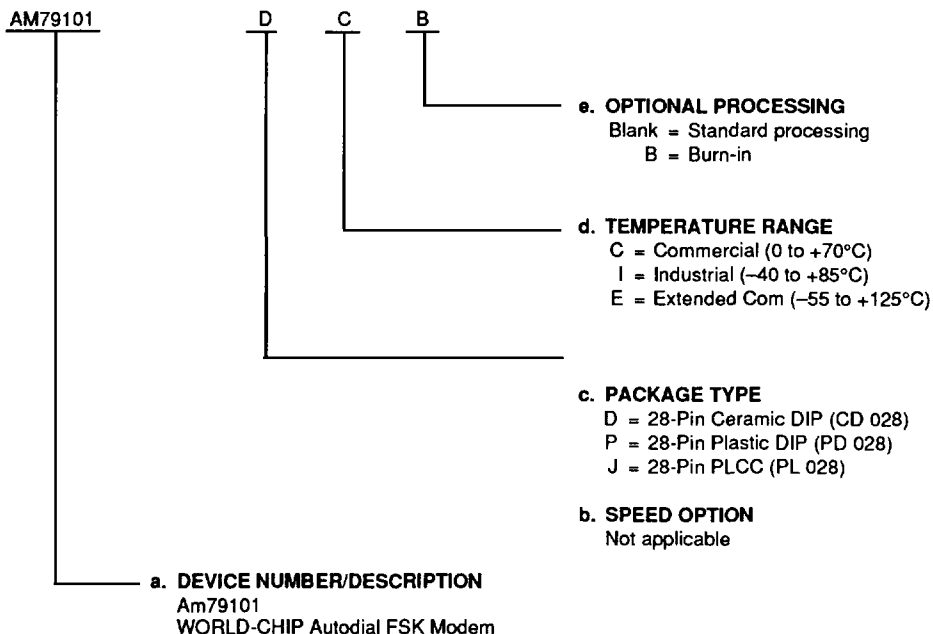 AM79101 D C B
e. OPTIONAL PROCESSING
Blank = Standard processing
B = Burn-in
d. TEMPERATURE RANGE
C = Commercial (0 to +70°C)
I = Industrial (–40 to +85°C)
E = Extended Com (–55 to +125°C)
c. PACKAGE TYPE
D = 28-Pin Ceramic DIP (CD 028)
P = 28-Pin Plastic DIP (PD 028)
J = 28-Pin PLCC (PL 028)
b. SPEED OPTION
Not applicable
a. DEVICE NUMBER/DESCRIPTION
Am79101
WORLD-CHIP Autodial FSK Modem